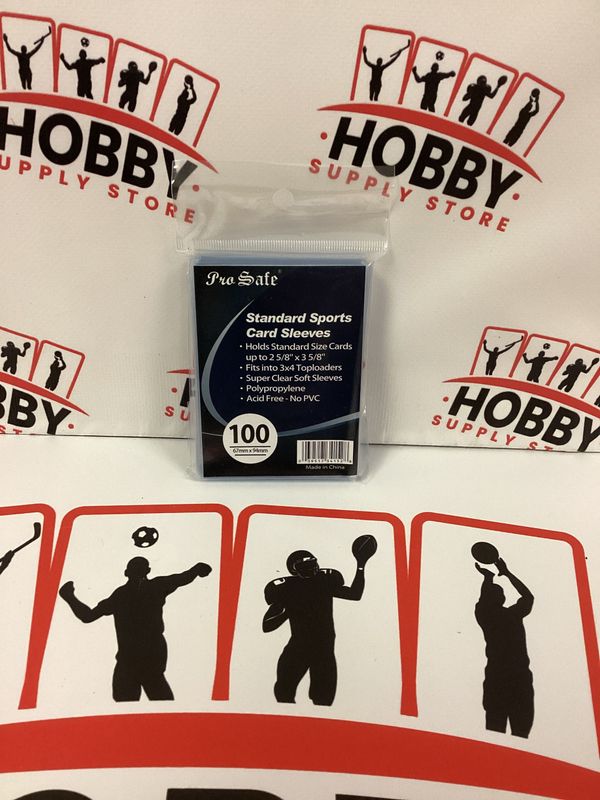 HOBBY
SUPPLY STORE
HOBBY
SUPPLY STORE
Pro Safe®
Standard Sports
Card Sleeves
• Holds Standard Size Cards
up to 2 5/8" x 3 5/8"
• Fits into 3x4 Toploaders
• Super Clear Soft Sleeves
• Polypropylene
• Acid Free - No PVC
100
67mm x 94mm
Made in China
HOBBY
SUPPLY
HOBBY
SUPPLY STORE